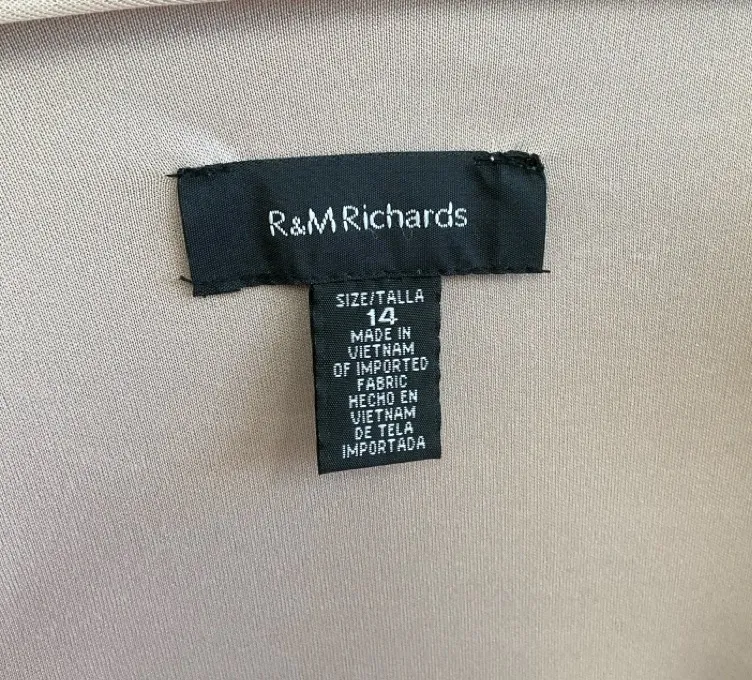 R&M Richards
SIZE/TALLA
14
MADE IN
VIETNAM
OF IMPORTED
FABRIC
HECHO EN
VIETNAM
DE TELA
IMPORTADA